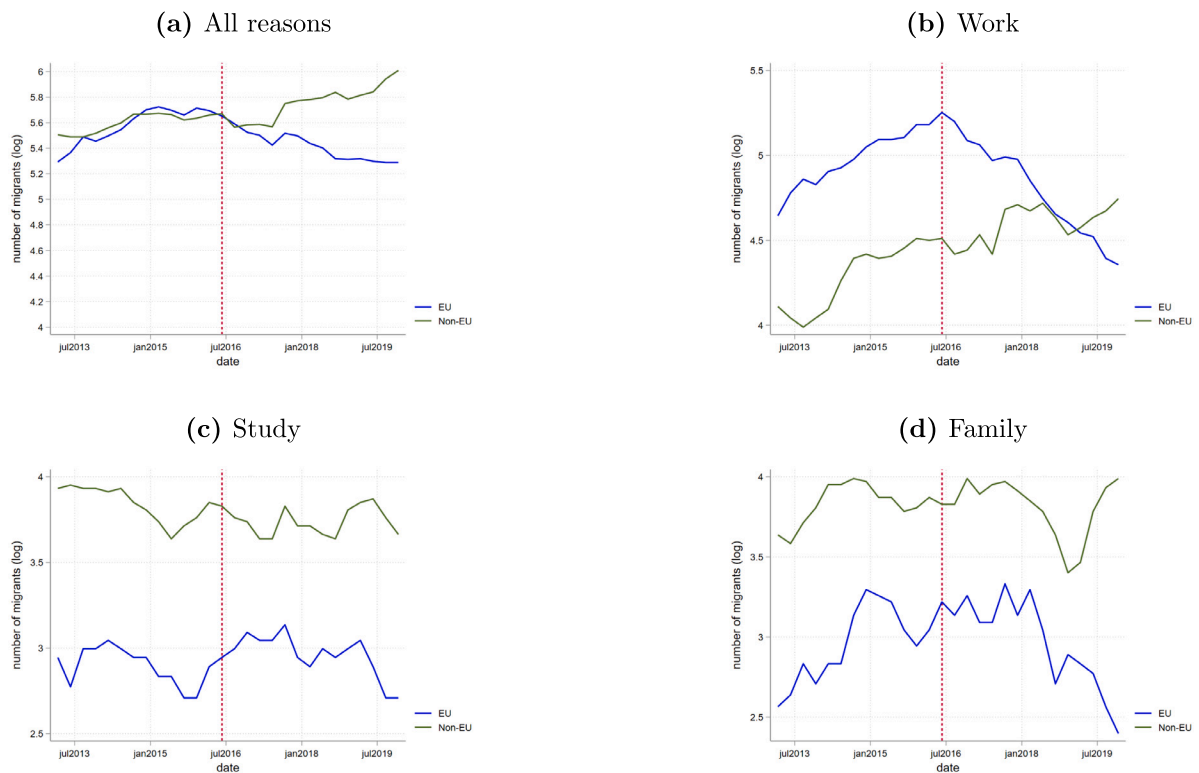 (a) All reasons
number of migrants (log)
6
5.8
5.6
5.4
5.2
5
4.8
4.6
4.4
4.2
4
jul2013 jan2015 jul2016 jan2018 jul2019
date
EU
Non-EU
(b) Work
number of migrants (log)
5.5
5
4.5
4
jul2013 jan2015 jul2016 jan2018 jul2019
date
EU
Non-EU
(c) Study
number of migrants (log)
4
3.5
3
2.5
jul2013 jan2015 jul2016 jan2018 jul2019
date
EU
Non-EU
(d) Family
number of migrants (log)
4
3.5
3
2.5
jul2013 jan2015 jul2016 jan2018 jul2019
date
EU
Non-EU